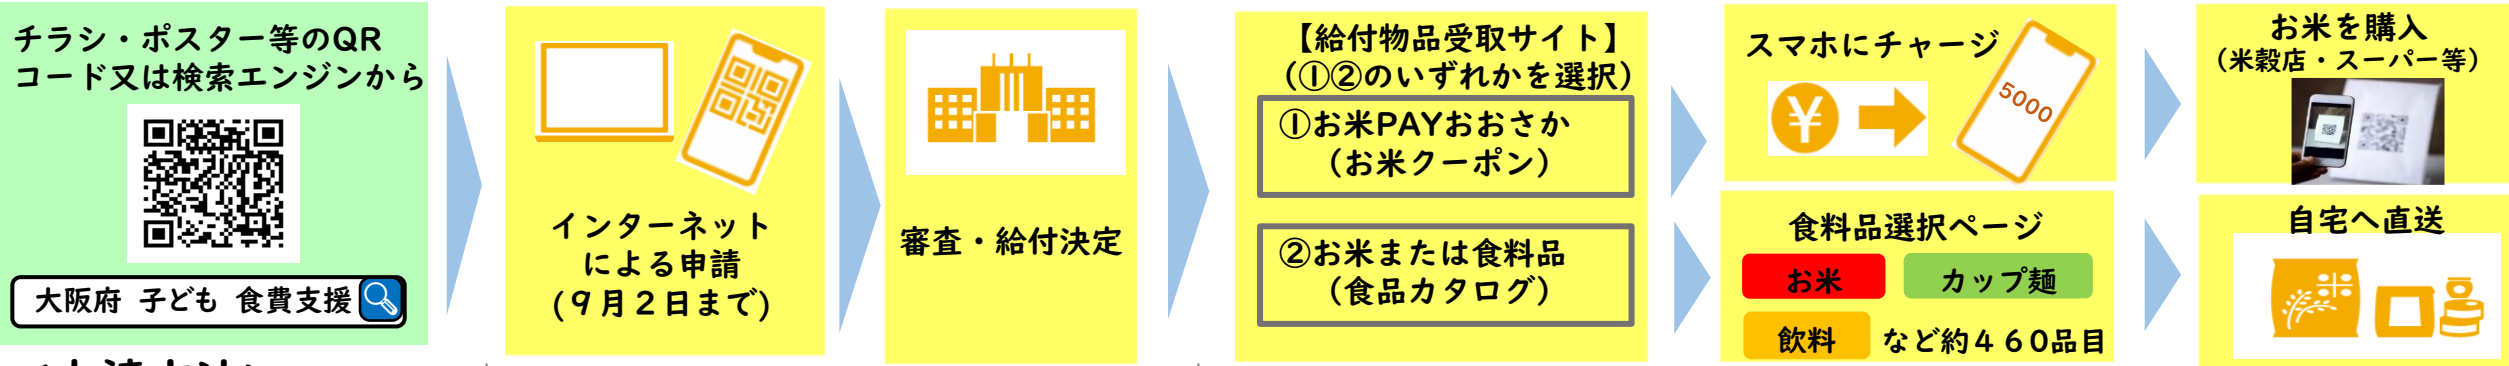 チラシ・ポスター等のQR
コード又は検索エンジンから
大阪府 子ども 食費支援
インターネット
による申請
(９月２日まで)
審査・給付決定
【給付物品受取サイト】
（①②のいずれかを選択）
①お米PAYおおさか
（お米クーポン）
②お米または食料品
（食品カタログ）
スマホにチャージ
¥
5000
食料品選択ページ
お米
カップ麺
飲料 など約４６０品目
お米を購入
（米穀店・スーパー等）
自宅へ直送